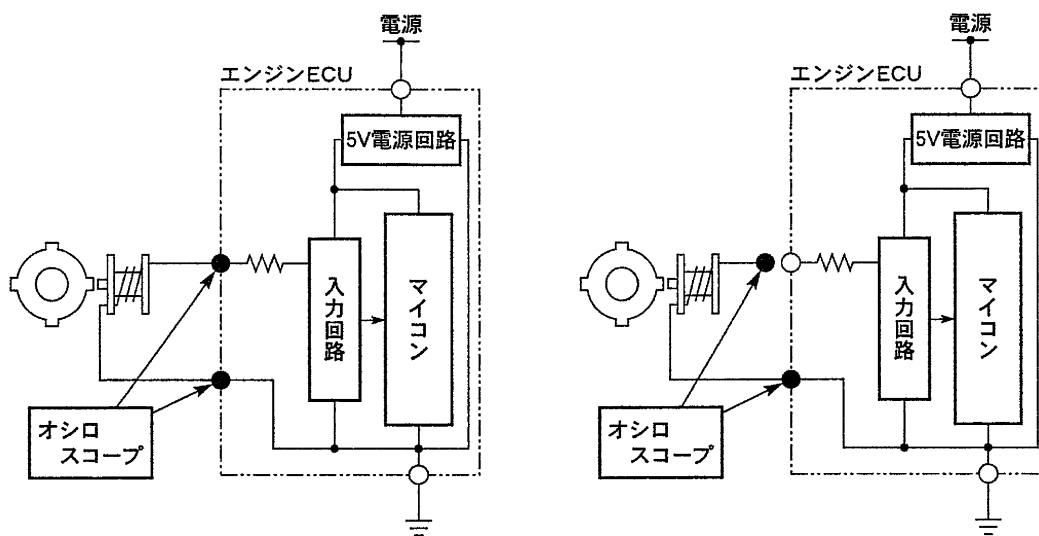 電源
エンジンECU
5V電源回路
入力回路
マイコン
オシロ
スコープ
電源
エンジンECU
5V電源回路
入力回路
マイコン
オシロ
スコープ